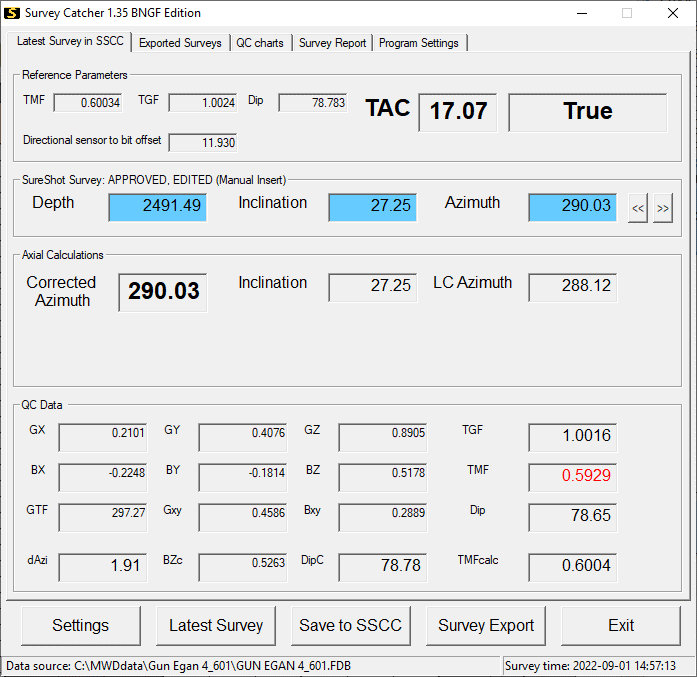 S Survey Catcher 1.35 BNGF Edition
Latest Survey in SSCC Exported Surveys QC charts Survey Report Program Settings
Reference Parameters
TMF 0.60034 TGF 1.0024 Dip 78.783 TAC 17.07 True
Directional sensor to bit offset 11.930
SureShot Survey: APPROVED, EDITED (Manual Insert)
Depth 2491.49 Inclination 27.25 Azimuth 290.03 << >>
Axial Calculations
Corrected Azimuth 290.03 Inclination 27.25 LC Azimuth 288.12
QC Data
GX 0.2101 GY 0.4076 GZ 0.8905 TGF 1.0016
BX -0.2248 BY -0.1814 BZ 0.5178 TMF 0.5929
GTF 297.27 Gxy 0.4586 Bxy 0.2889 Dip 78.65
dAzi 1.91 BZc 0.5263 DipC 78.78 TMFcalc 0.6004
Settings Latest Survey Save to SSCC Survey Export Exit
Data source: C:\MWDdata\Gun Egan 4_601\GUN EGAN 4_601.FDB Survey time: 2022-09-01 14:57:13